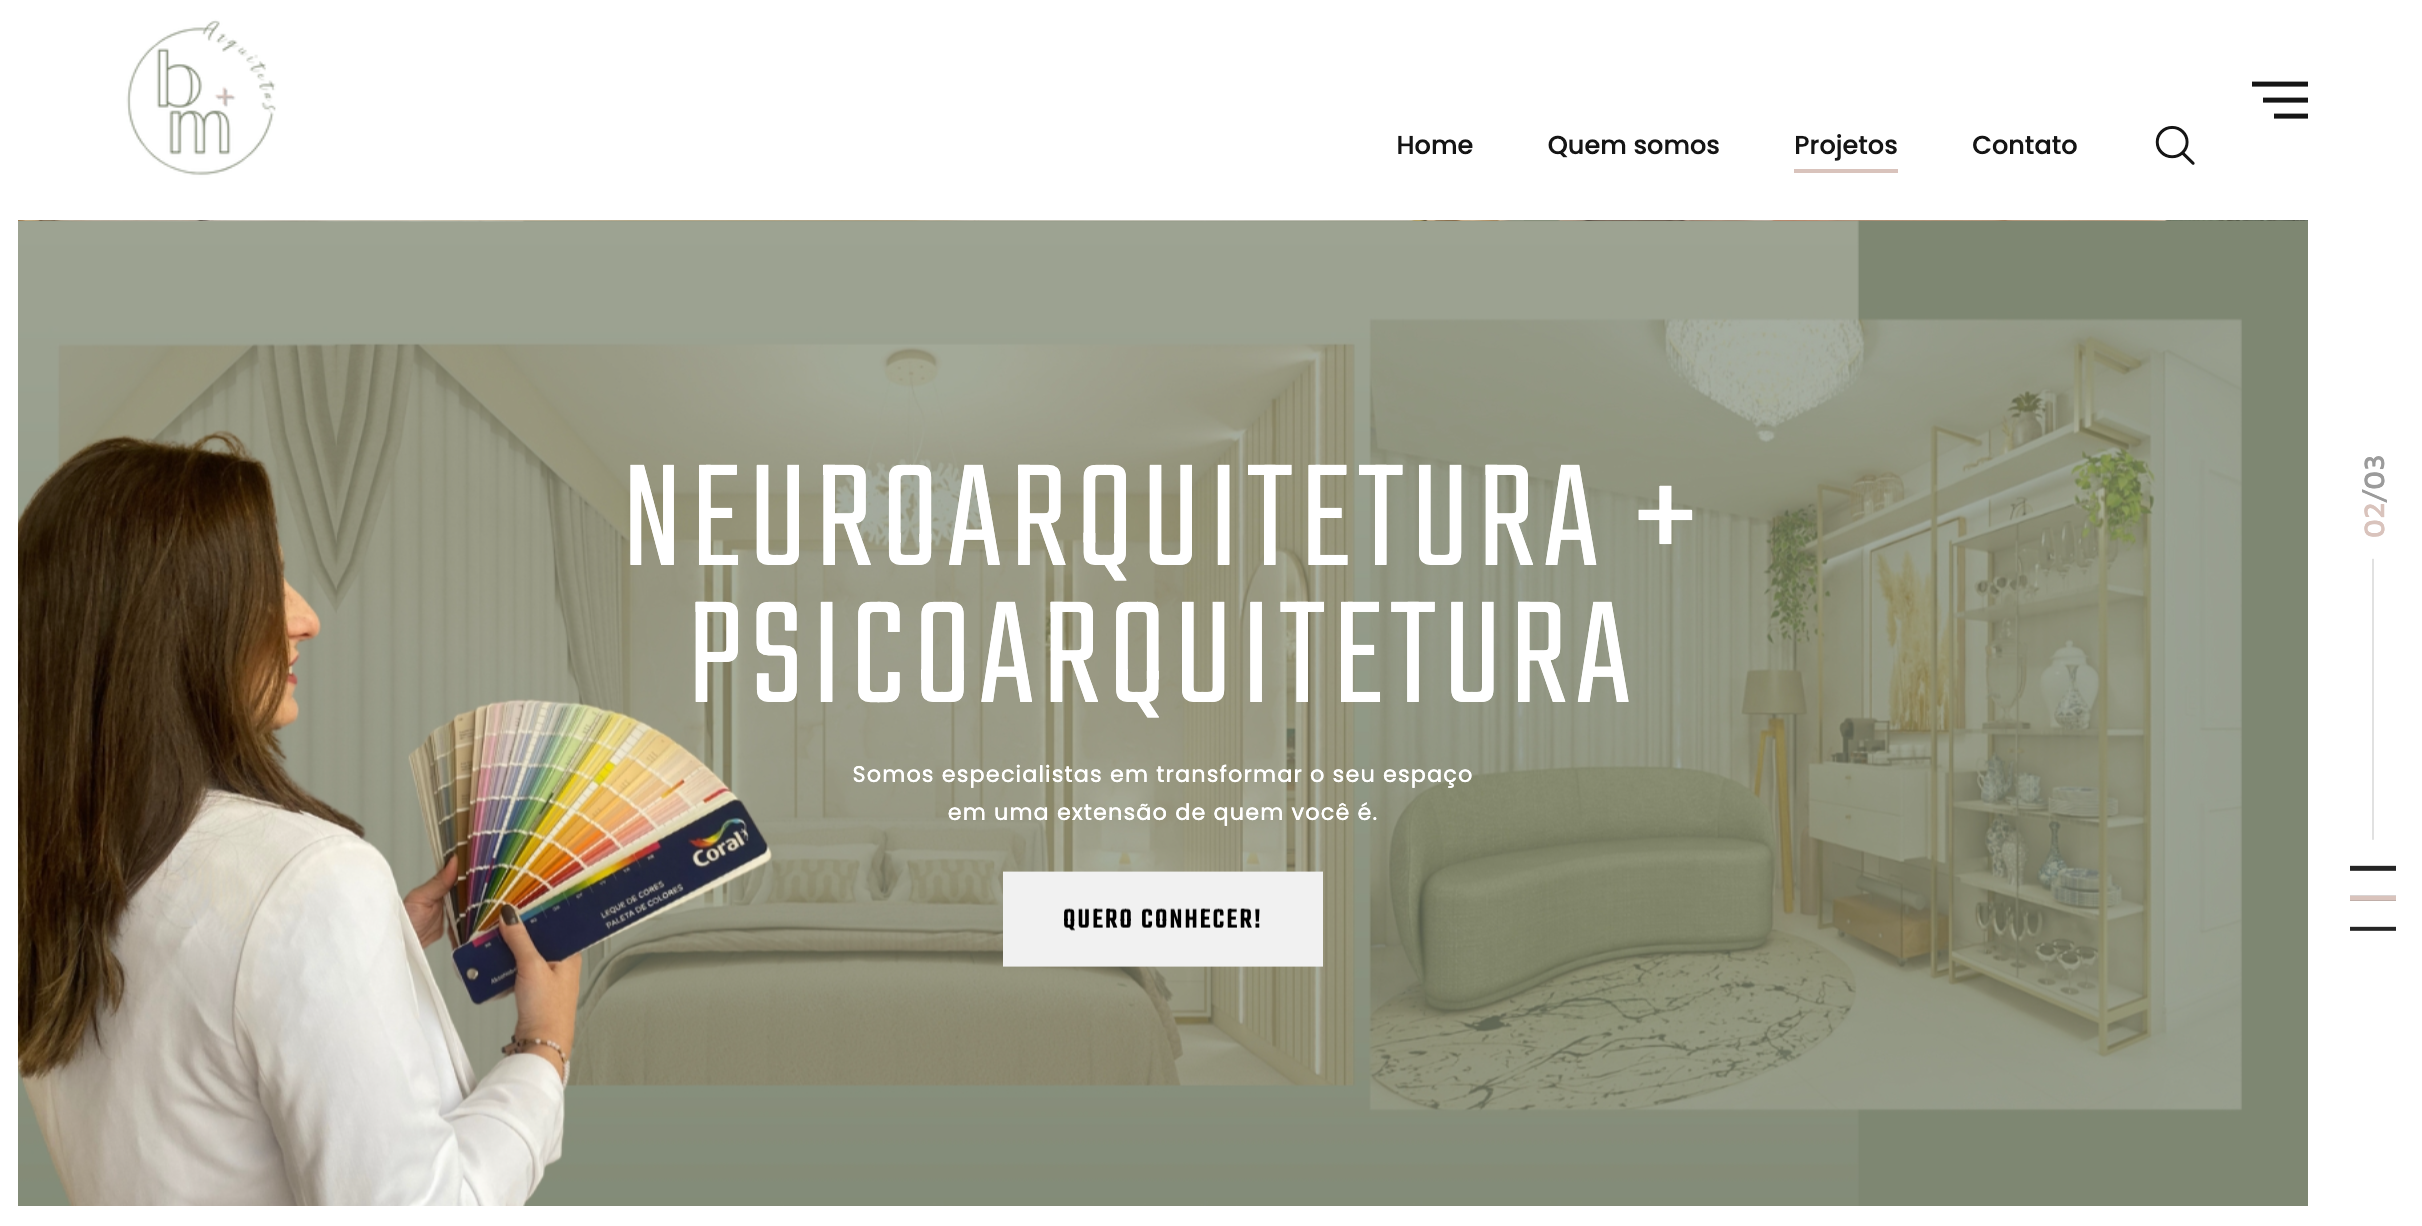 Arquitetas
b+
m
Home Quem somos Projetos Contato
NEUROARQUITETURA +
PSICOARQUITETURA
Somos especialistas em transformar o seu espaço
em uma extensão de quem você é.
QUERO CONHECER!
Coral
LEQUE DE CORES
PALETA DE COLORES
02/03